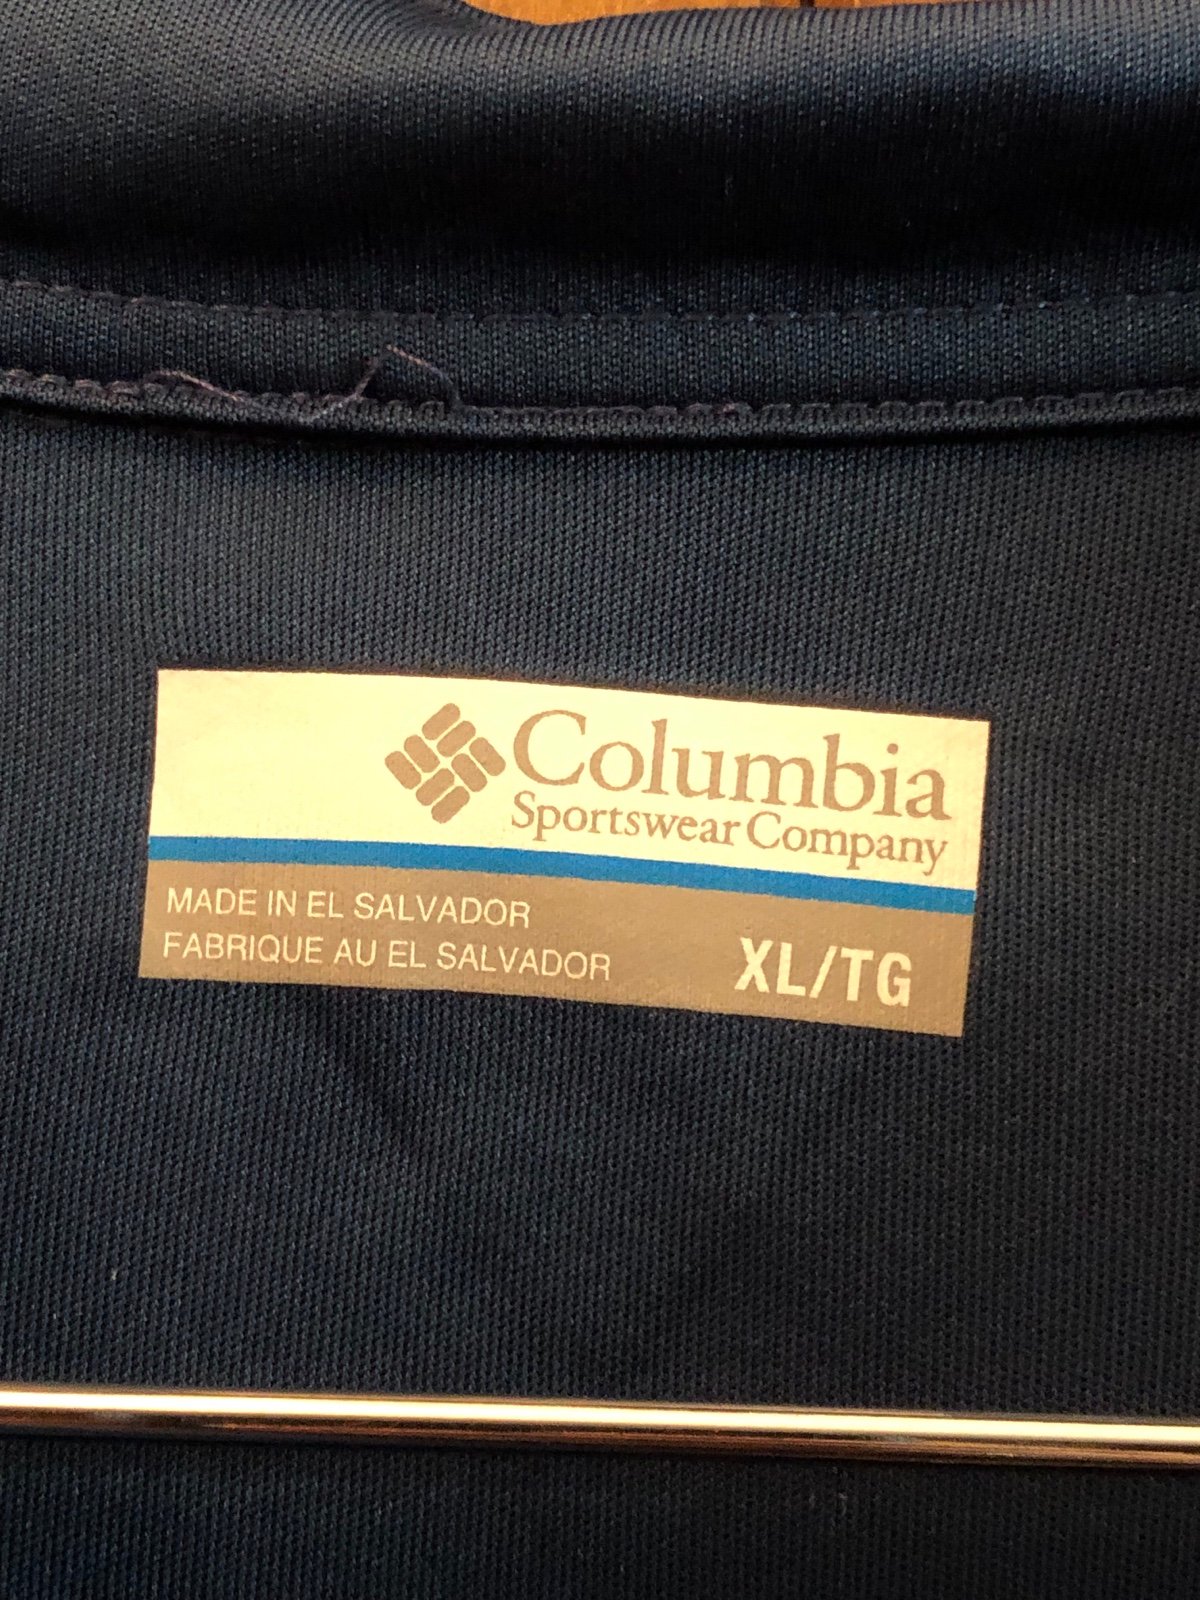 Columbia
Sportswear Company
MADE IN EL SALVADOR
FABRIQUE AU EL SALVADOR
XL/TG